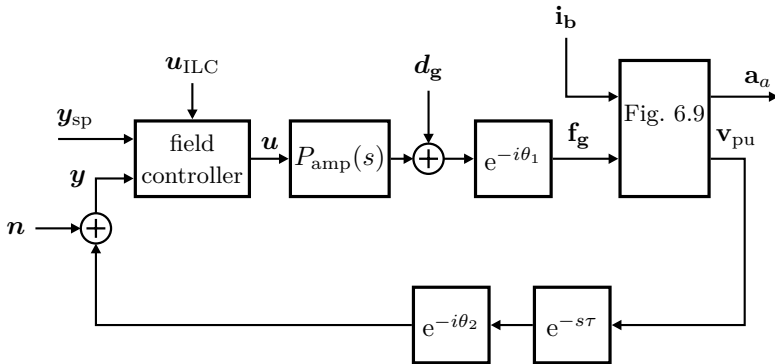 i_b
u_ILC
d_g
a_a
y_sp
field
controller
u
P_amp(s)
e^{-iθ_1}
f_g
Fig. 6.9
v_pu
y
n
e^{-iθ_2}
e^{-sτ}